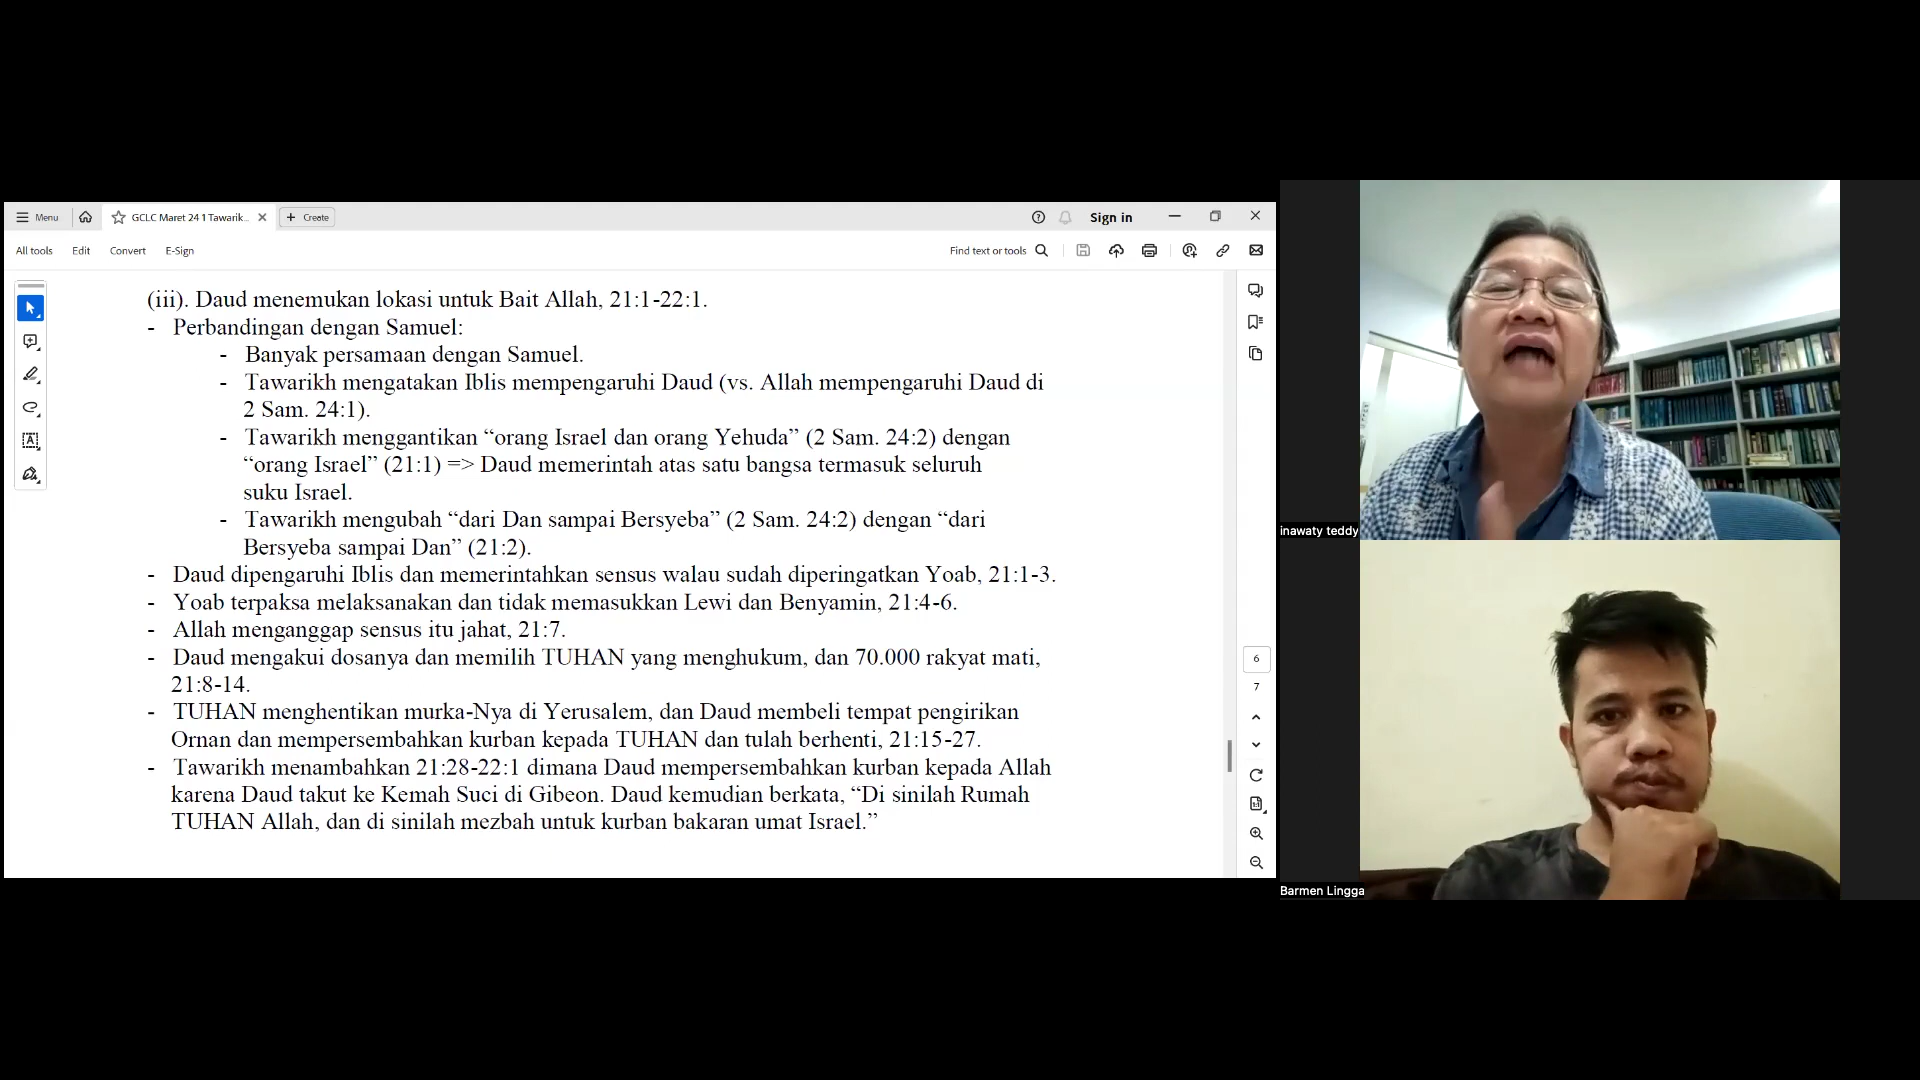 Menu
GCLC Maret 24 1 Tawarik...
+ Create
Sign in
All tools
Edit
Convert
E-Sign
Find text or tools
(iii). Daud menemukan lokasi untuk Bait Allah, 21:1-22:1.
- Perbandingan dengan Samuel:
- Banyak persamaan dengan Samuel.
- Tawarikh mengatakan Iblis mempengaruhi Daud (vs. Allah mempengaruhi Daud di
2 Sam. 24:1).
- Tawarikh menggantikan “orang Israel dan orang Yehuda” (2 Sam. 24:2) dengan
“orang Israel” (21:1) => Daud memerintah atas satu bangsa termasuk seluruh
suku Israel.
- Tawarikh mengubah “dari Dan sampai Bersyeba” (2 Sam. 24:2) dengan “dari
Bersyeba sampai Dan” (21:2).
- Daud dipengaruhi Iblis dan memerintahkan sensus walau sudah diperingatkan Yoab, 21:1-3.
- Yoab terpaksa melaksanakan dan tidak memasukkan Lewi dan Benyamin, 21:4-6.
- Allah menganggap sensus itu jahat, 21:7.
- Daud mengakui dosanya dan memilih TUHAN yang menghukum, dan 70.000 rakyat mati,
21:8-14.
- TUHAN menghentikan murka-Nya di Yerusalem, dan Daud membeli tempat pengirikan
Ornan dan mempersembahkan kurban kepada TUHAN dan tulah berhenti, 21:15-27.
- Tawarikh menambahkan 21:28-22:1 dimana Daud mempersembahkan kurban kepada Allah
karena Daud takut ke Kemah Suci di Gibeon. Daud kemudian berkata, “Di sinilah Rumah
TUHAN Allah, dan di sinilah mezbah untuk kurban bakaran umat Israel.”
6
7
inawaty teddy
Barmen Lingga